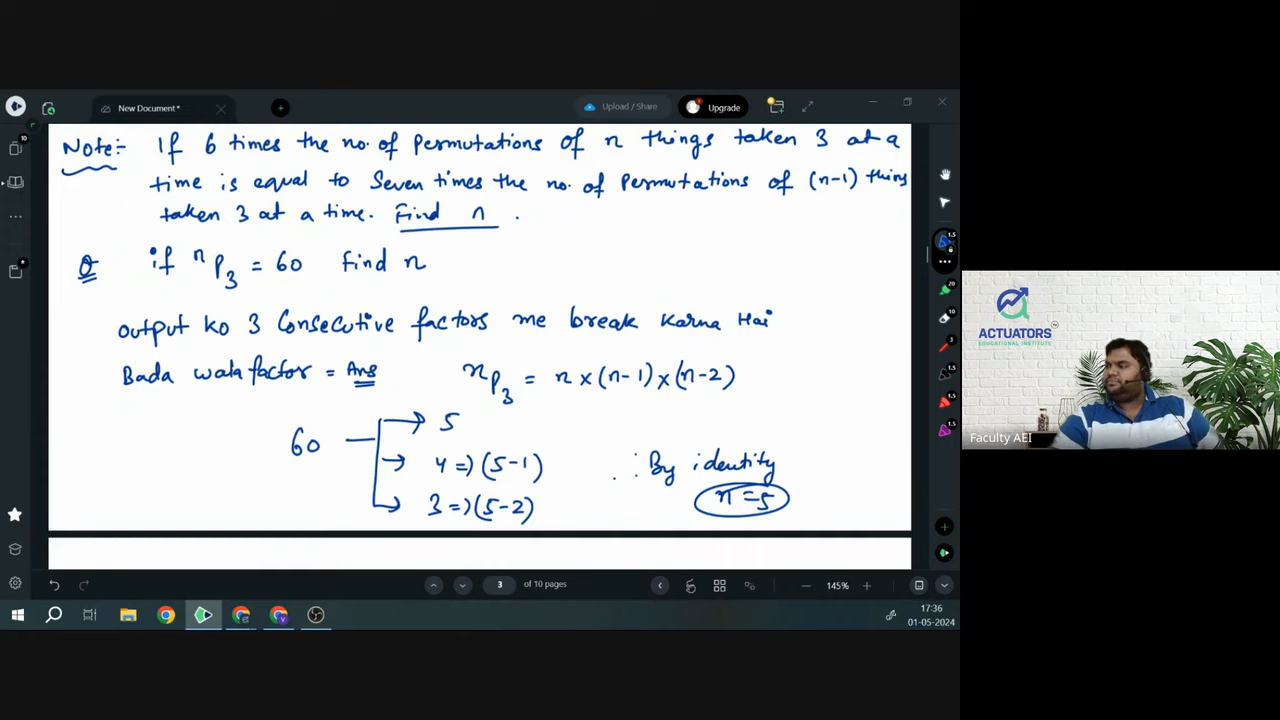 New Document*
Upload / Share
Upgrade
Note:- If 6 times the no. of Permutations of n things taken 3 at a
time is equal to Seven times the no. of Permutations of (n-1) things
taken 3 at a time. Find n.
Q if ⁿP₃ = 60 find n
output ko 3 Consecutive factors me break Karna Hai
Bada wala factor = Ans ⁿP₃ = n × (n-1) × (n-2)
60 → 5
→ 4 => (5-1)
→ 3 => (5-2)
∴ By identity
n = 5
3 of 10 pages
145%
17:36
01-05-2024
ACTUATORS
EDUCATIONAL INSTITUTE
Faculty AEI